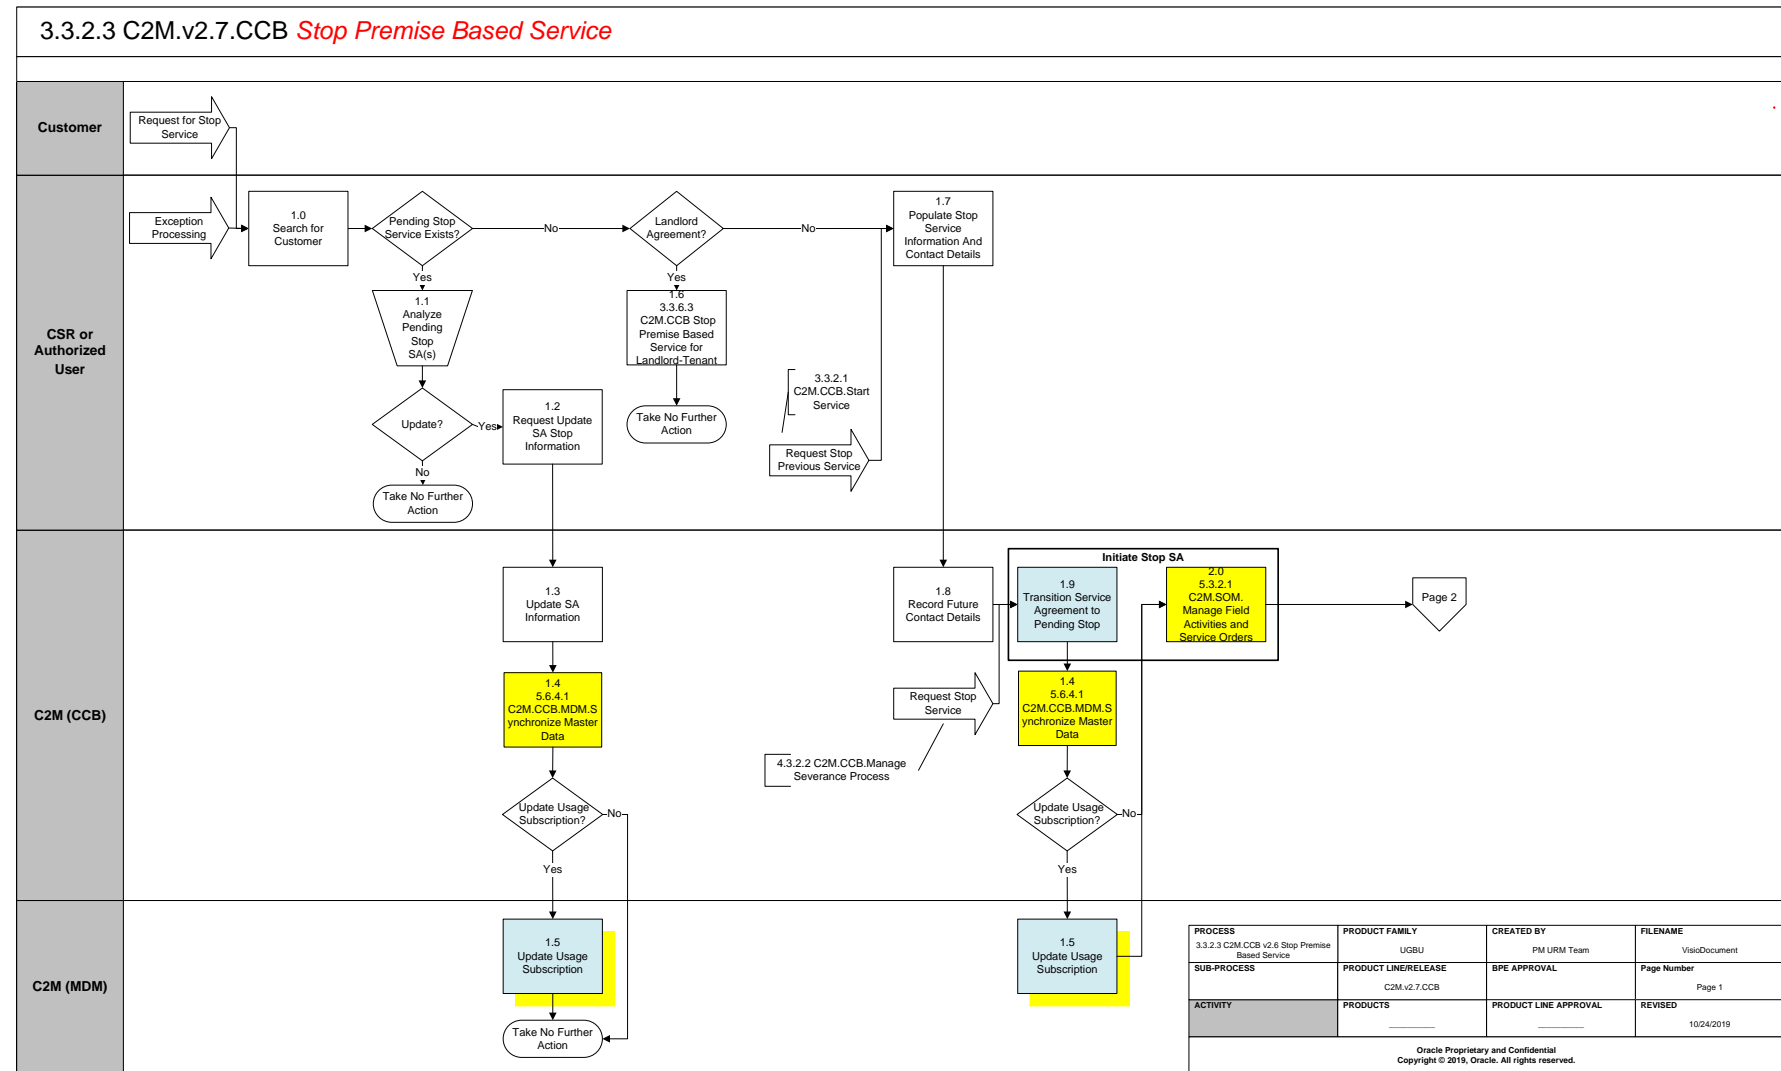 3.3.2.3 C2M.v2.7.CCB Stop Premise Based Service
Customer
Request for Stop
Service
CSR or
Authorized
User
Exception
Processing
1.0
Search for
Customer
Pending Stop
Service Exists?
No
Landlord
Agreement?
No
1.7
Populate Stop
Service
Information And
Contact Details
Yes
Yes
1.1
Analyze
Pending
Stop
SA(s)
1.6
3.3.6.3
C2M.CCB Stop
Premise Based
Service for
Landlord-Tenant
3.3.2.1
C2M.CCB.Start
Service
Update?
Yes
1.2
Request Update
SA Stop
Information
Take No Further
Action
Request Stop
Previous Service
No
Take No Further
Action
C2M (CCB)
Initiate Stop SA
1.3
Update SA
Information
1.8
Record Future
Contact Details
1.9
Transition Service
Agreement to
Pending Stop
2.0
5.3.2.1
C2M.SOM.
Manage Field
Activities and
Service Orders
Page 2
1.4
5.6.4.1
C2M.CCB.MDM.S
ynchronize Master
Data
Request Stop
Service
1.4
5.6.4.1
C2M.CCB.MDM.S
ynchronize Master
Data
4.3.2.2 C2M.CCB.Manage
Severance Process
Update Usage
Subscription?
No
Update Usage
Subscription?
No
Yes
Yes
C2M (MDM)
1.5
Update Usage
Subscription
1.5
Update Usage
Subscription
Take No Further
Action
PROCESS
3.3.2.3 C2M.CCB v2.6 Stop Premise
Based Service
PRODUCT FAMILY
UGBU
CREATED BY
PM URM Team
FILENAME
VisioDocument
SUB-PROCESS
PRODUCT LINE/RELEASE
C2M.v2.7.CCB
BPE APPROVAL
Page Number
Page 1
ACTIVITY
PRODUCTS
PRODUCT LINE APPROVAL
REVISED
10/24/2019
Oracle Proprietary and Confidential
Copyright © 2019, Oracle. All rights reserved.